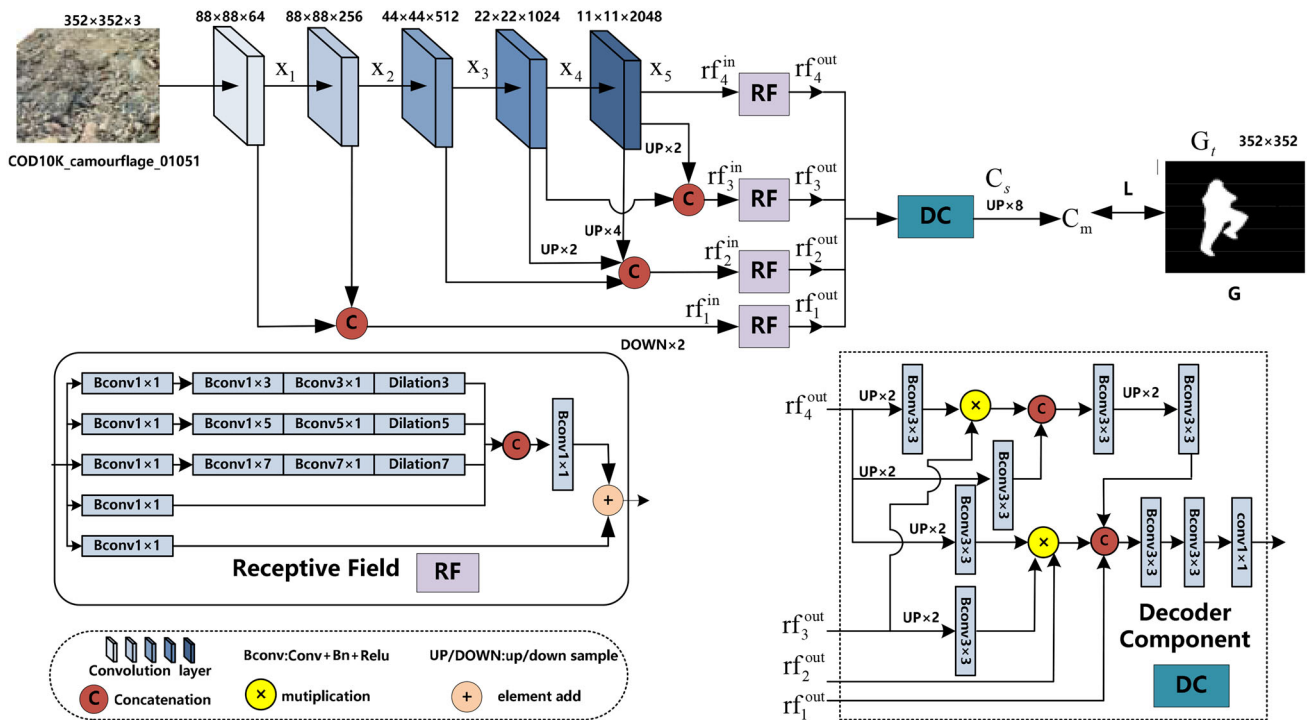 352×352×3
88×88×64
88×88×256
44×44×512
22×22×1024
11×11×2048
X₁
X₂
X₃
X₄
X₅
COD10K_camourflage_01051
UP×2
UP×4
UP×2
C
C
C
DOWN×2
rf₄ⁱⁿ
RF
rf₄ᵒᵘᵗ
rf₃ⁱⁿ
RF
rf₃ᵒᵘᵗ
rf₂ⁱⁿ
RF
rf₂ᵒᵘᵗ
rf₁ⁱⁿ
RF
rf₁ᵒᵘᵗ
DC
Cₛ
UP×8
Cₘ
L
Gₜ
352×352
G
Bconv1×1 Bconv1×3 Bconv3×1 Dilation3
Bconv1×1 Bconv1×5 Bconv5×1 Dilation5
Bconv1×1 Bconv1×7 Bconv7×1 Dilation7
Bconv1×1
Bconv1×1
C
Bconv1×1
+
Receptive Field RF
Convolution layer
Bconv:Conv+Bn+Relu
UP/DOWN:up/down sample
C Concatenation
× mutiplication
+ element add
rf₄ᵒᵘᵗ
UP×2
Bconv3×3
×
C
Bconv3×3
UP×2
Bconv3×3
UP×2
Bconv3×3
UP×2
Bconv3×3
×
C
Bconv3×3
Bconv3×3
conv1×1
rf₃ᵒᵘᵗ
UP×2
Bconv3×3
rf₂ᵒᵘᵗ
rf₁ᵒᵘᵗ
Decoder
Component
DC